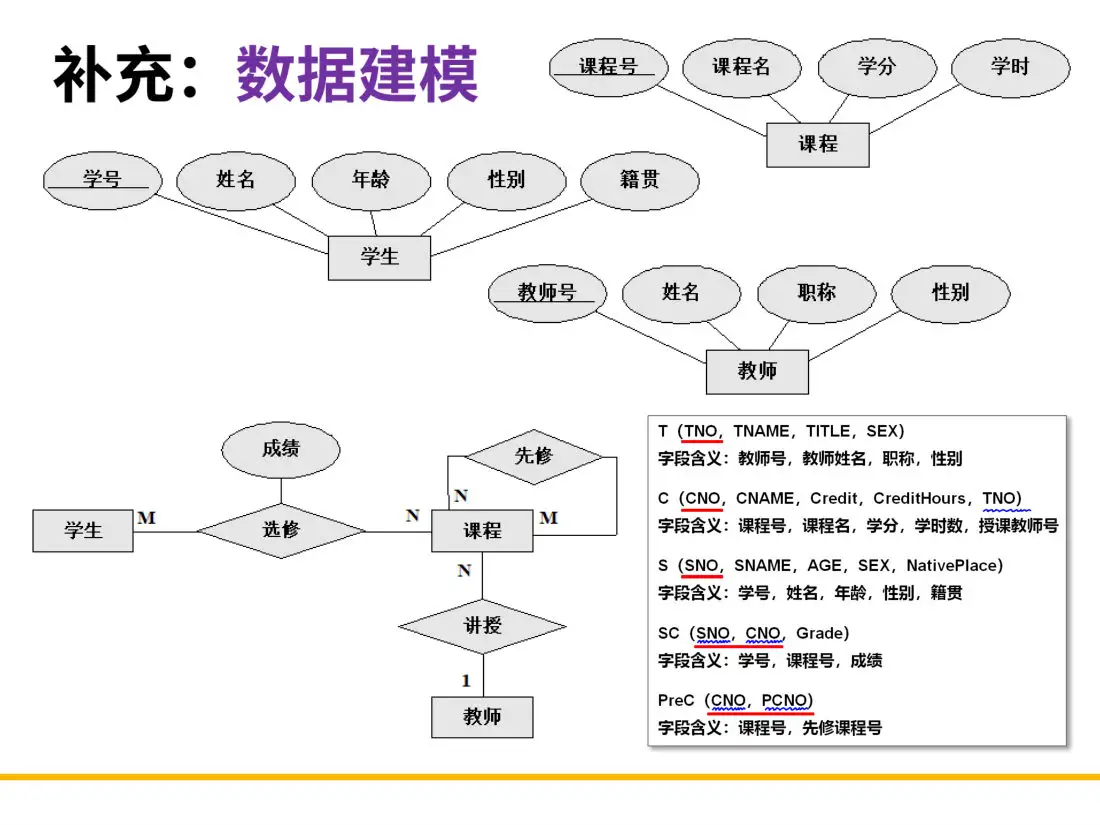 补充：数据建模
课程号
课程名
学分
学时
课程
学号
姓名
年龄
性别
籍贯
学生
教师号
姓名
职称
性别
教师
成绩
先修
学生
M
选修
N
N
课程
M
N
讲授
1
教师
T（TNO，TNAME，TITLE，SEX）
字段含义：教师号，教师姓名，职称，性别
C（CNO，CNAME，Credit，CreditHours，TNO）
字段含义：课程号，课程名，学分，学时数，授课教师号
S（SNO，SNAME，AGE，SEX，NativePlace）
字段含义：学号，姓名，年龄，性别，籍贯
SC（SNO，CNO，Grade）
字段含义：学号，课程号，成绩
PreC（CNO，PCNO）
字段含义：课程号，先修课程号